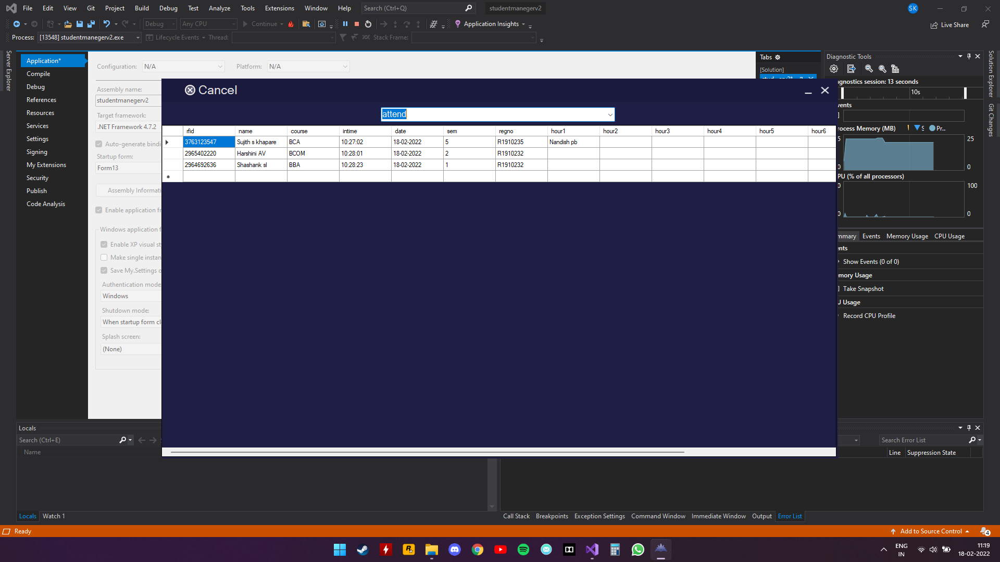 File Edit View Git Project Build Debug Test Analyze Tools Extensions Window Help Search (Ctrl+Q) studentmanegerv2 SK
Debug Any CPU Continue Application Insights Live Share
Process: [13548] studentmanegerv2.exe Lifecycle Events Thread: Stack Frame:
Server Explorer
Application*
Compile
Debug
References
Resources
Services
Settings
Signing
My Extensions
Security
Publish
Code Analysis
Configuration: N/A Platform: N/A
Assembly name:
studentmanegerv2
Target framework:
.NET Framework 4.7.2
Auto-generate bindi
Startup form:
Form13
Assembly Informati
Enable application fr
Windows application f
Enable XP visual st
Make single instan
Save My.Settings o
Authentication mode:
Windows
Shutdown mode:
When startup form cl
Splash screen:
(None)
Cancel
attend
rfid name course intime date sem regno hour1 hour2 hour3 hour4 hour5 hour6
3763123547 Sujith s khapare BCA 10:27:02 18-02-2022 5 R1910235 Nandish pb
2965402220 Harshini AV BCOM 10:28:01 18-02-2022 2 R1910232
2964692636 Shashank sl BBA 10:28:23 18-02-2022 1 R1910232
Tabs
[Solution]
Diagnostic Tools
gnostics session: 13 seconds
10s
ents
rocess Memory (MB) S Pr...
5 25
0 0
PU (% of all processors)
0 100
0 0
mmary Events Memory Usage CPU Usage
nts
Show Events (0 of 0)
mory Usage
Take Snapshot
U Usage
Record CPU Profile
Solution Explorer
Git Changes
Locals
Search (Ctrl+E)
Name
Locals Watch 1
Search Error List
Line Suppression State
Call Stack Breakpoints Exception Settings Command Window Immediate Window Output Error List
Ready Add to Source Control 4
ENG
IN
11:19
18-02-2022